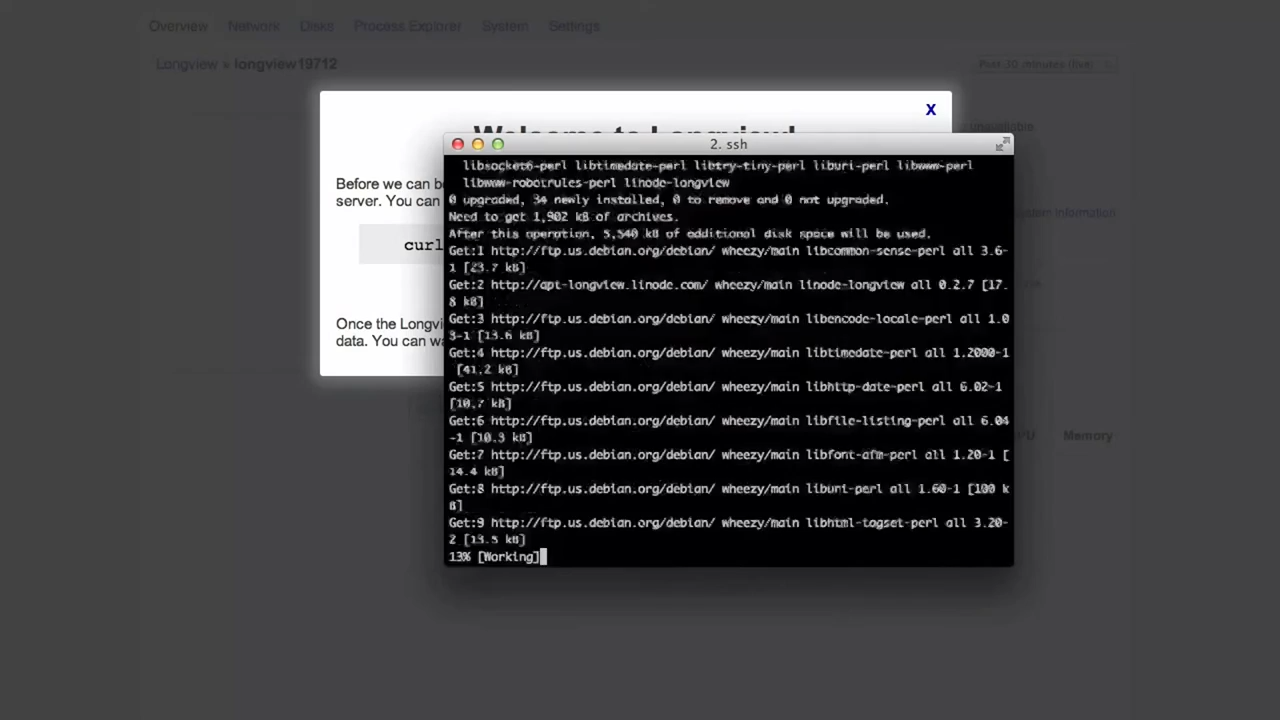 Overview Network Disks Process Explorer System Settings
Longview » longview19712
Past 30 minutes (live)
X
Welcome to Longview!
unavailable
Before we can be
server. You can
System Information
curl
Once the Longvi
data. You can wa
PU Memory
2. ssh
libsocket6-perl libtimedate-perl libtry-tiny-perl liburi-perl libwww-perl
libwww-robotrules-perl linode-longview
0 upgraded, 34 newly installed, 0 to remove and 0 not upgraded.
Need to get 1,902 kB of archives.
After this operation, 5,540 kB of additional disk space will be used.
Get:1 http://ftp.us.debian.org/debian/ wheezy/main libcommon-sense-perl all 3.6-
1 [23.7 kB]
Get:2 http://apt-longview.linode.com/ wheezy/main linode-longview all 0.2.7 [17.
8 kB]
Get:3 http://ftp.us.debian.org/debian/ wheezy/main libencode-locale-perl all 1.0
3-1 [13.6 kB]
Get:4 http://ftp.us.debian.org/debian/ wheezy/main libtimedate-perl all 1.2000-1
[41.2 kB]
Get:5 http://ftp.us.debian.org/debian/ wheezy/main libhttp-date-perl all 6.02-1
[10.7 kB]
Get:6 http://ftp.us.debian.org/debian/ wheezy/main libfile-listing-perl all 6.04
-1 [10.3 kB]
Get:7 http://ftp.us.debian.org/debian/ wheezy/main libfont-afm-perl all 1.20-1 [
14.4 kB]
Get:8 http://ftp.us.debian.org/debian/ wheezy/main liburi-perl all 1.60-1 [100 k
B]
Get:9 http://ftp.us.debian.org/debian/ wheezy/main libhtml-tagset-perl all 3.20-
2 [13.5 kB]
13% [Working]